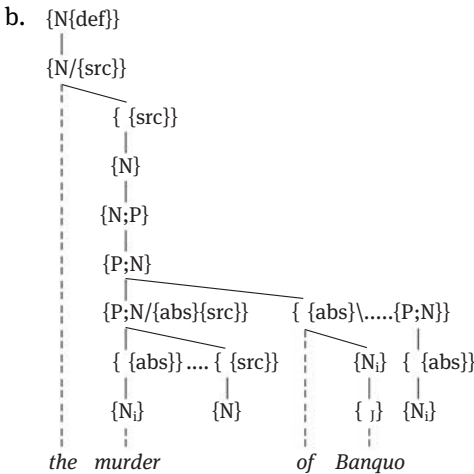 b. {N{def}}
{N/{src}}
{ {src}}
{N}
{N;P}
{P;N}
{P;N/{abs}{src}} { {abs}\.....{P;N}}
{ {abs}}....{ {src}} {Nᵢ} { {abs}}
{Nᵢ} {N} { ⱼ} {Nᵢ}
the murder of Banquo